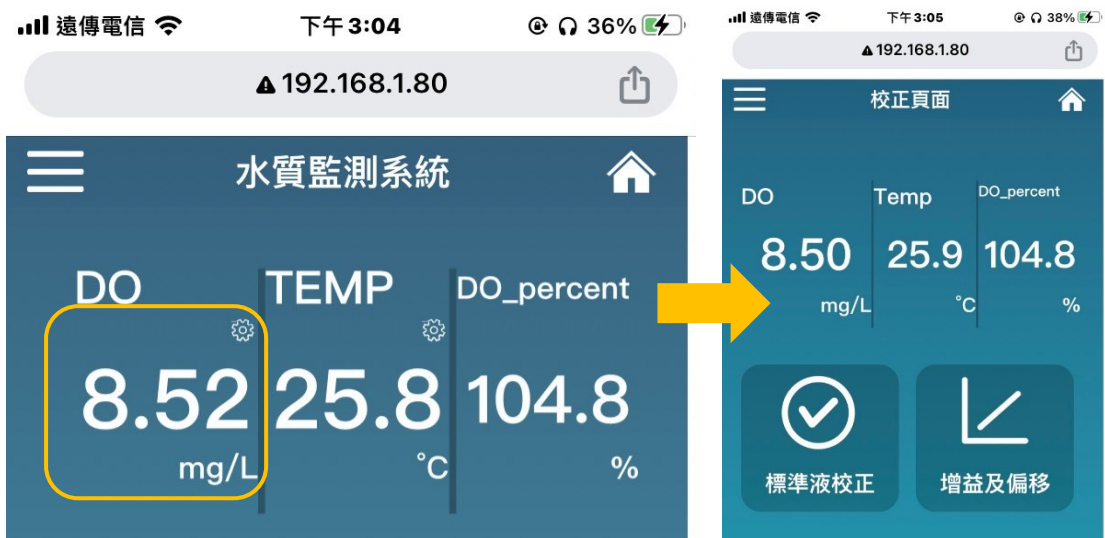 遠傳電信 下午3:04 36%
192.168.1.80
水質監測系統
DO TEMP DO_percent
8.52 25.8 104.8
mg/L °C %
遠傳電信 下午3:05 38%
192.168.1.80
校正頁面
DO Temp DO_percent
8.50 25.9 104.8
mg/L °C %
標準液校正 增益及偏移